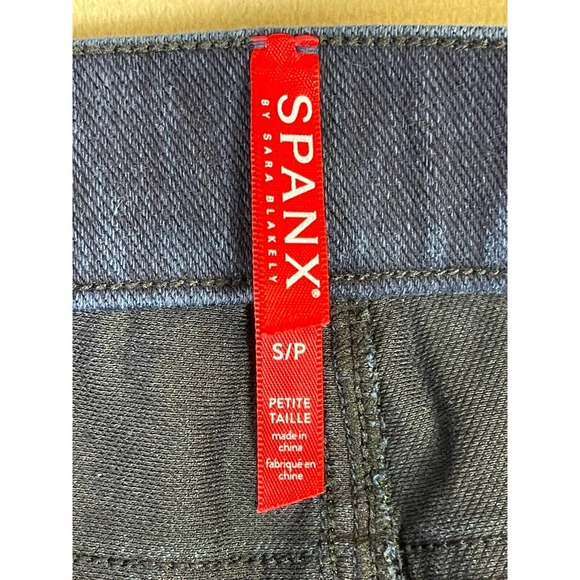 SPANX®
BY SARA BLAKELY
S/P
PETITE
TAILLE
made in
china
fabriqué en
chine